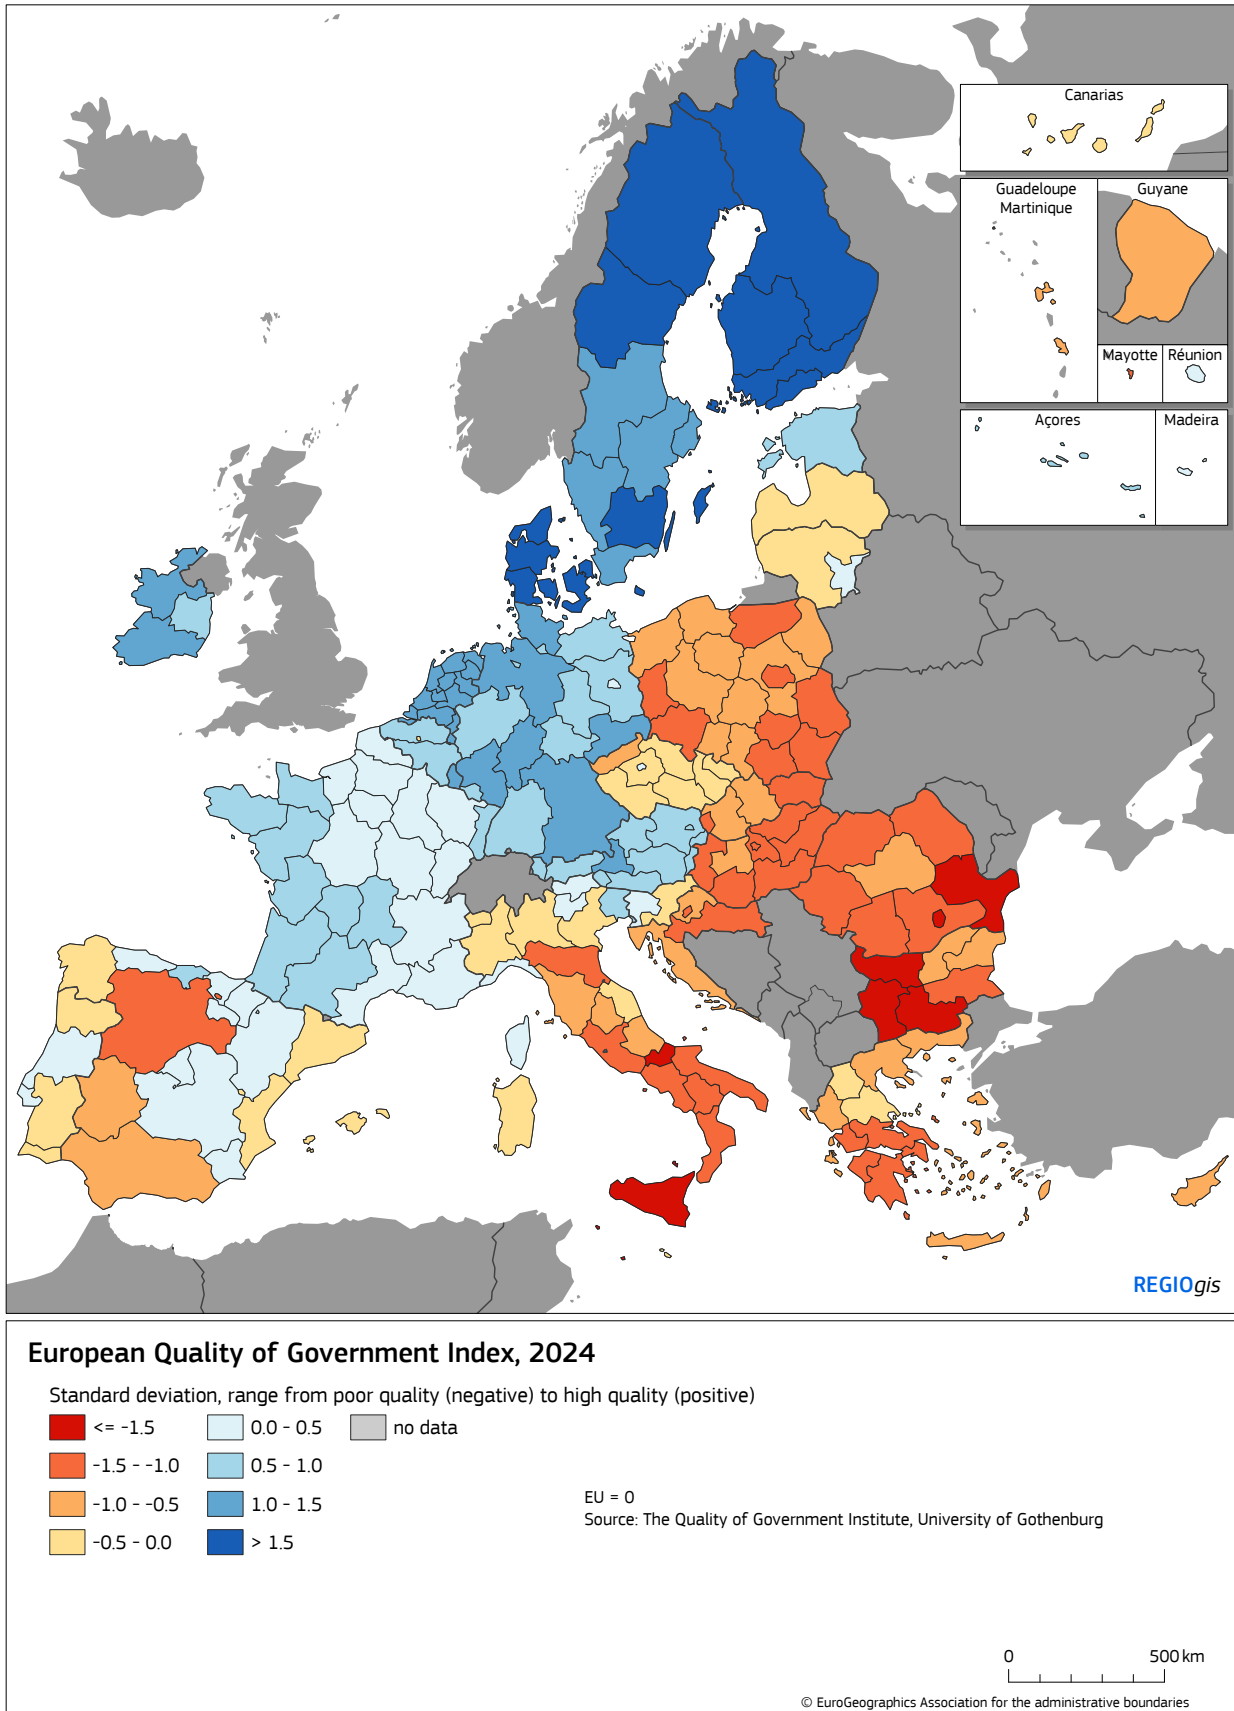 Canarias
Guadeloupe
Martinique
Guyane
Mayotte
Réunion
Açores
Madeira
REGIOgis
European Quality of Government Index, 2024
Standard deviation, range from poor quality (negative) to high quality (positive)
<= -1.5
0.0 - 0.5
no data
-1.5 - -1.0
0.5 - 1.0
-1.0 - -0.5
1.0 - 1.5
-0.5 - 0.0
> 1.5
EU = 0
Source: The Quality of Government Institute, University of Gothenburg
0 500 km
© EuroGeographics Association for the administrative boundaries